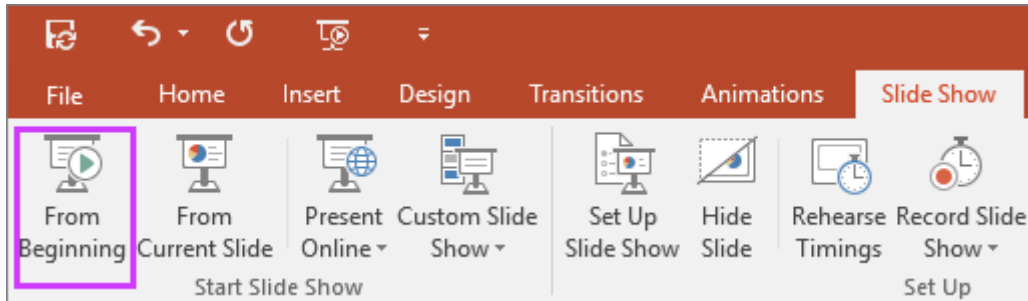 File Home Insert Design Transitions Animations Slide Show
From From Present Custom Slide Set Up Hide Rehearse Record Slide
Beginning Current Slide Online Show Slide Show Slide Timings Show
Start Slide Show Set Up